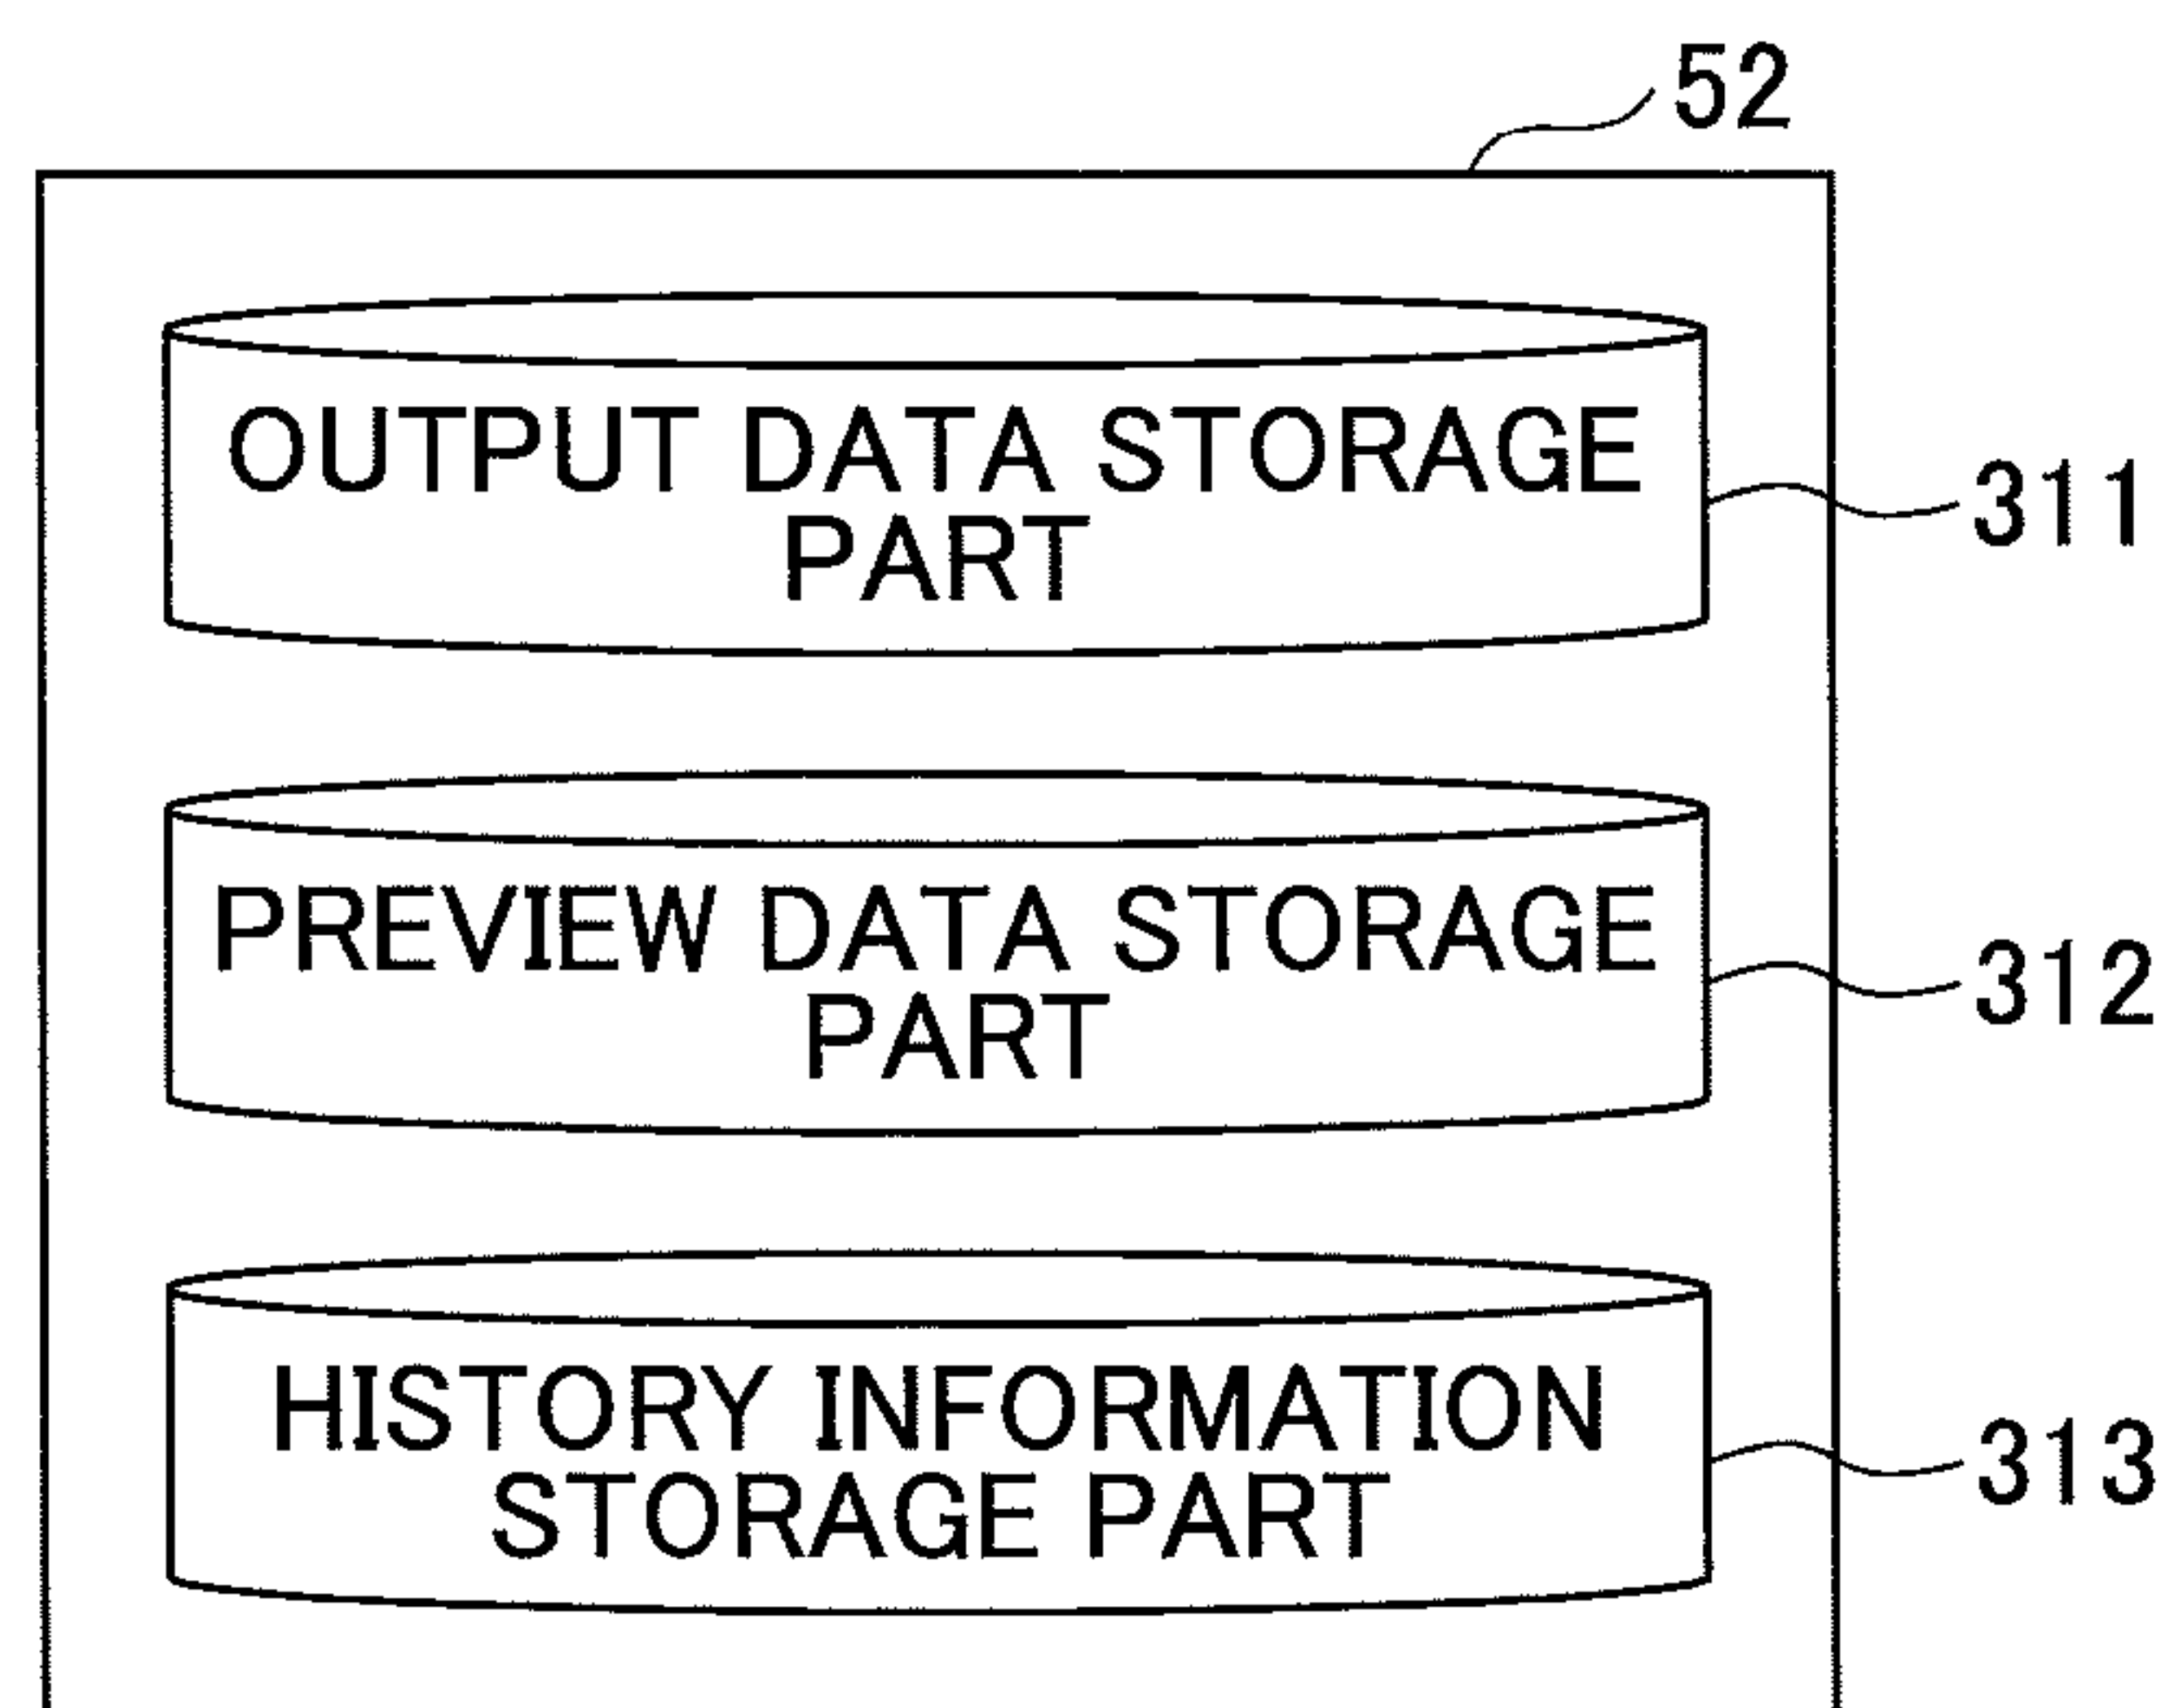 52
OUTPUT DATA STORAGE
PART
311
PREVIEW DATA STORAGE
PART
312
HISTORY INFORMATION
STORAGE PART
313